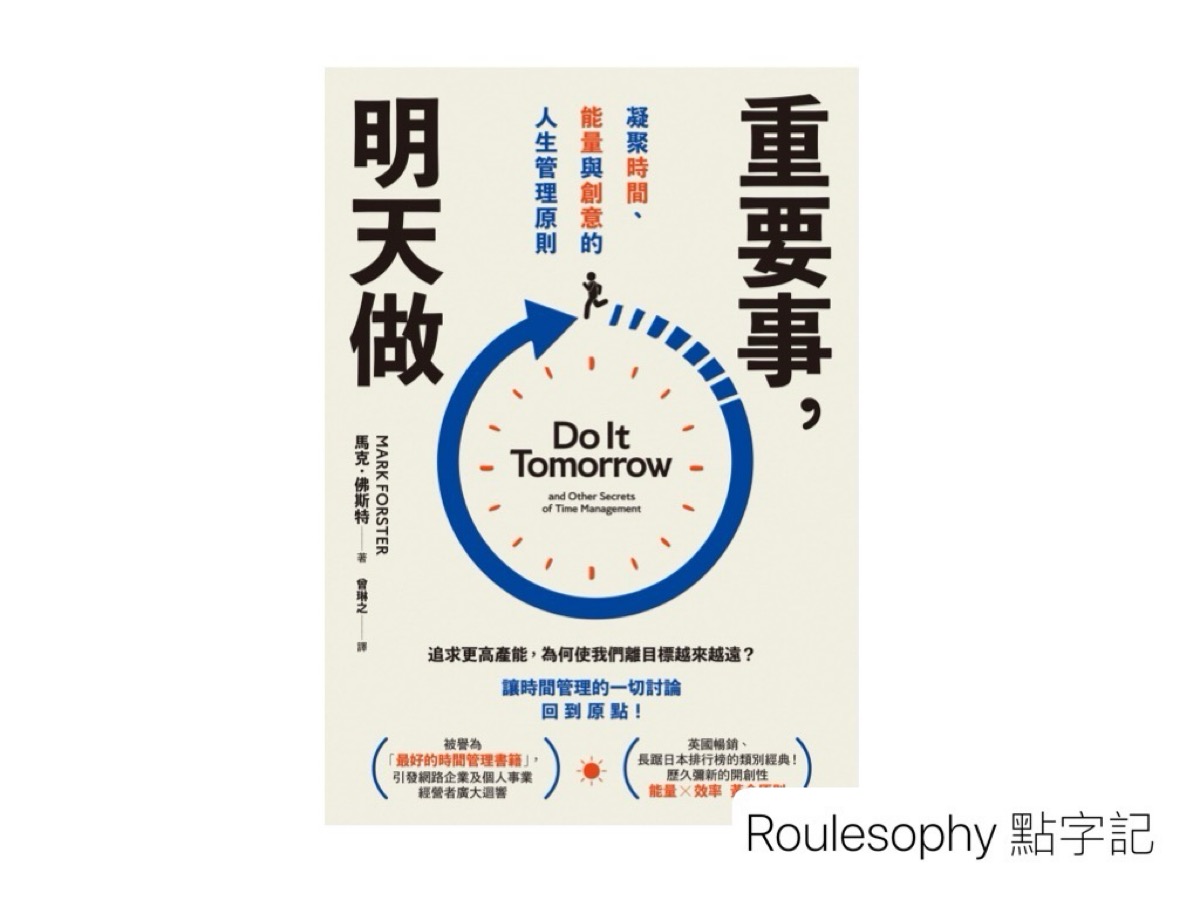 重要事，
明天做
凝聚時間、
能量與創意的
人生管理原則
Do It
Tomorrow
and Other Secrets
of Time Management
MARK FORSTER
馬克·佛斯特——著
曾琳之——譯
追求更高產能，為何使我們離目標越來越遠？
讓時間管理的一切討論
回到原點！
被譽為
「最好的時間管理書籍」，
引發網路企業及個人事業
經營者廣大迴響
英國暢銷、
長踞日本排行榜的類別經典！
歷久彌新的開創性
能量×效率
Roulesophy 點字記